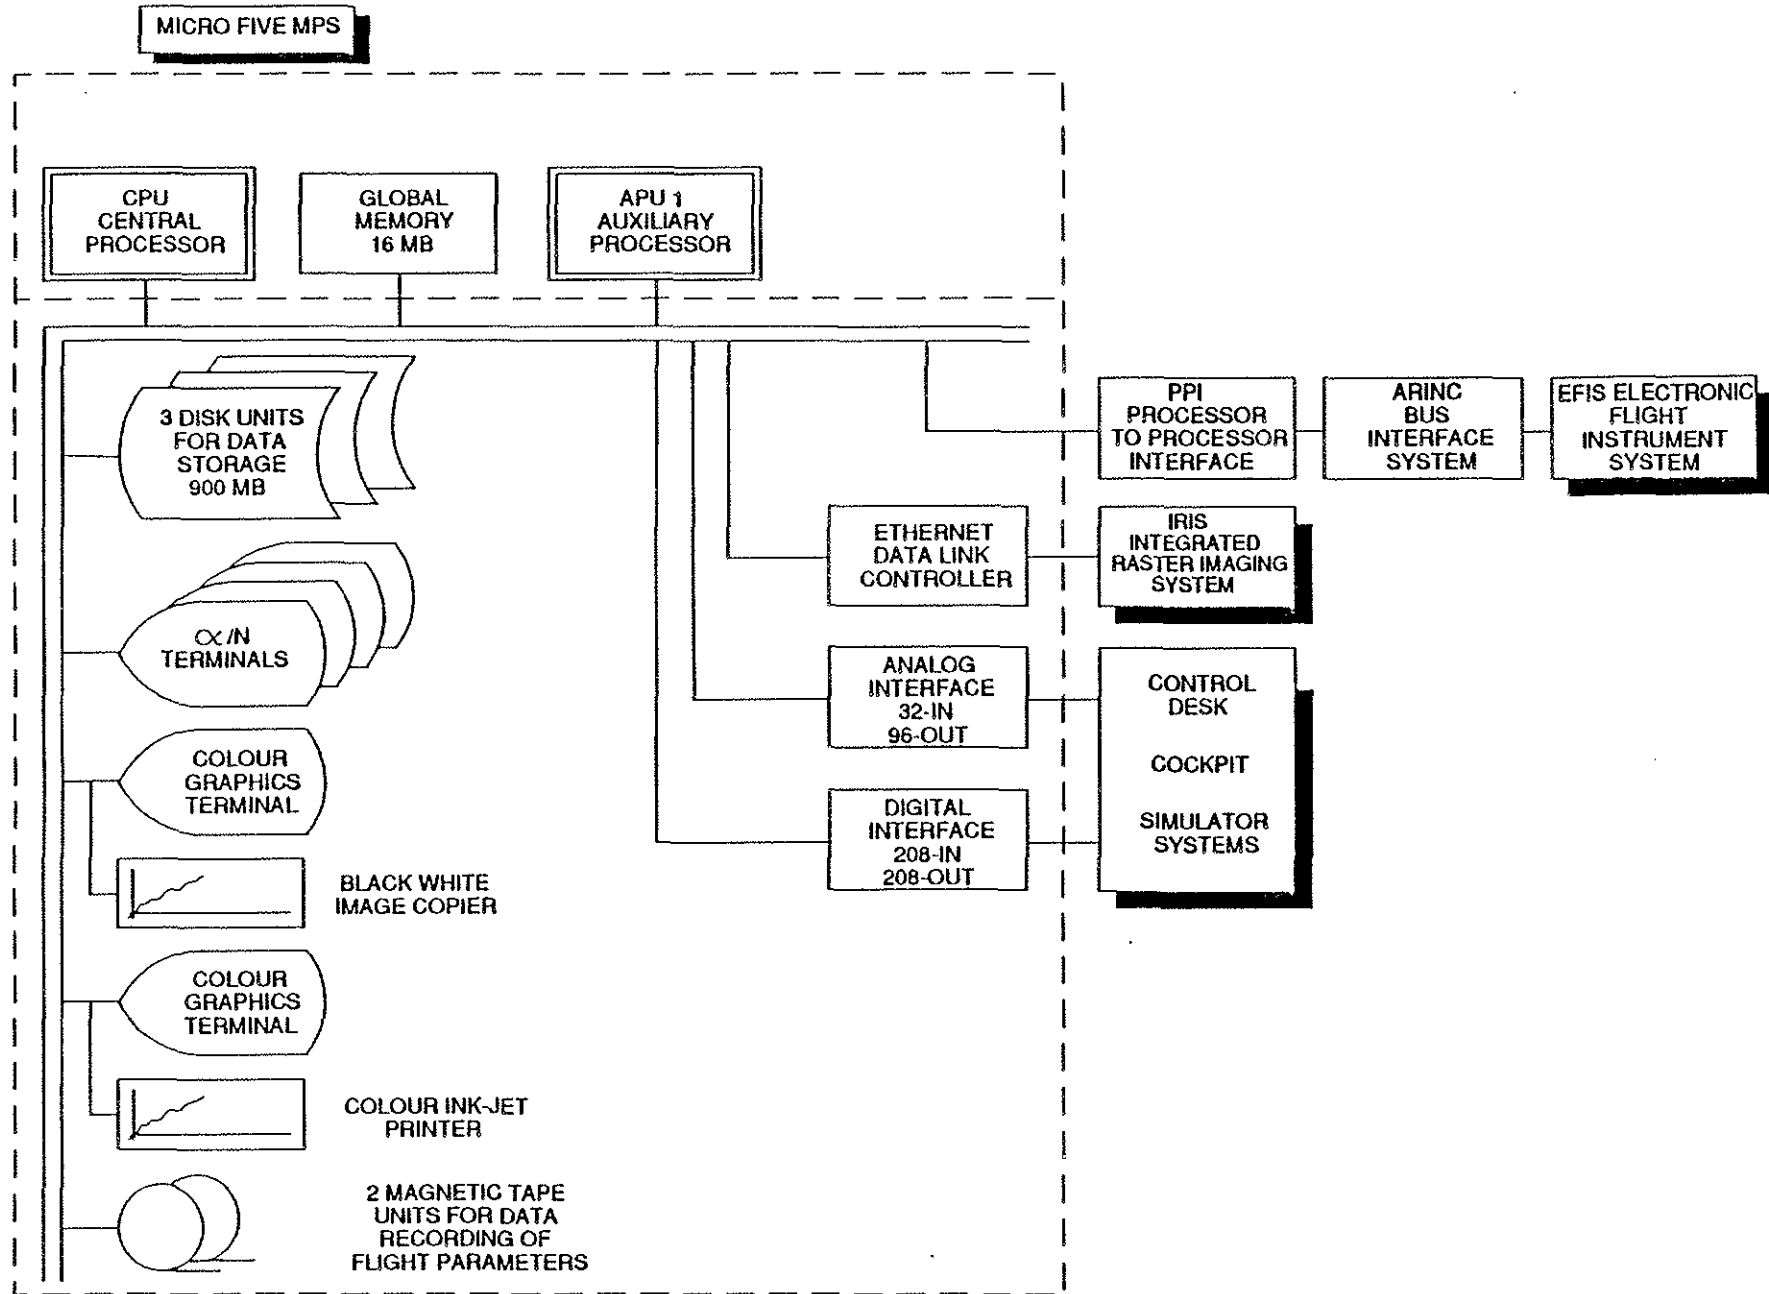 MICRO FIVE MPS
CPU
CENTRAL
PROCESSOR
GLOBAL
MEMORY
16 MB
APU 1
AUXILIARY
PROCESSOR
3 DISK UNITS
FOR DATA
STORAGE
900 MB
PPI
PROCESSOR
TO PROCESSOR
INTERFACE
ARINC
BUS
INTERFACE
SYSTEM
EFIS ELECTRONIC
FLIGHT
INSTRUMENT
SYSTEM
ETHERNET
DATA LINK
CONTROLLER
IRIS
INTEGRATED
RASTER IMAGING
SYSTEM
∝/N
TERMINALS
ANALOG
INTERFACE
32-IN
96-OUT
CONTROL
DESK
COCKPIT
SIMULATOR
SYSTEMS
COLOUR
GRAPHICS
TERMINAL
DIGITAL
INTERFACE
208-IN
208-OUT
BLACK WHITE
IMAGE COPIER
COLOUR
GRAPHICS
TERMINAL
COLOUR INK-JET
PRINTER
2 MAGNETIC TAPE
UNITS FOR DATA
RECORDING OF
FLIGHT PARAMETERS